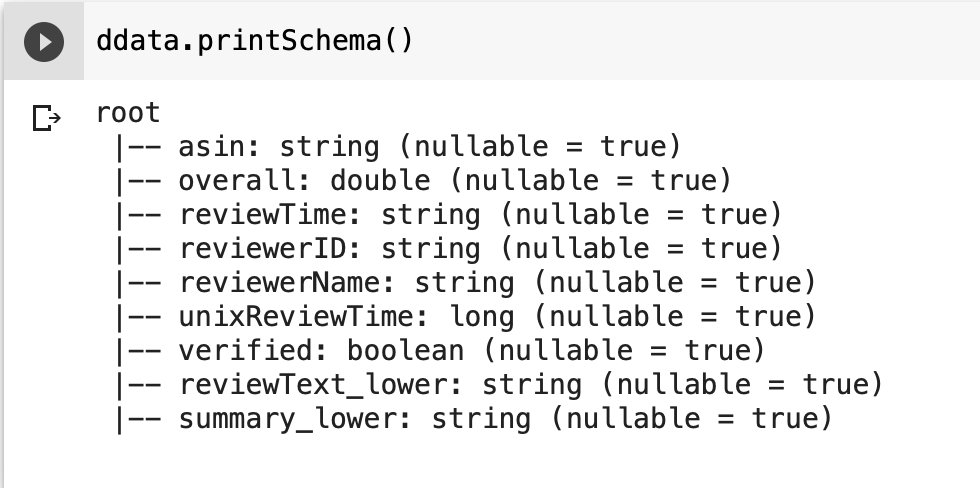 ddata.printSchema()
root
|-- asin: string (nullable = true)
|-- overall: double (nullable = true)
|-- reviewTime: string (nullable = true)
|-- reviewerID: string (nullable = true)
|-- reviewerName: string (nullable = true)
|-- unixReviewTime: long (nullable = true)
|-- verified: boolean (nullable = true)
|-- reviewText_lower: string (nullable = true)
|-- summary_lower: string (nullable = true)